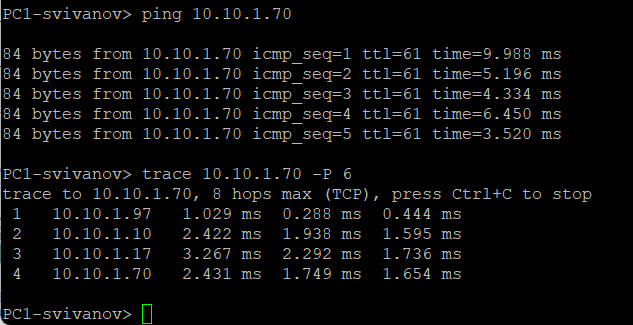 PC1-svivanov> ping 10.10.1.70
84 bytes from 10.10.1.70 icmp_seq=1 ttl=61 time=9.988 ms
84 bytes from 10.10.1.70 icmp_seq=2 ttl=61 time=5.196 ms
84 bytes from 10.10.1.70 icmp_seq=3 ttl=61 time=4.334 ms
84 bytes from 10.10.1.70 icmp_seq=4 ttl=61 time=6.450 ms
84 bytes from 10.10.1.70 icmp_seq=5 ttl=61 time=3.520 ms
PC1-svivanov> trace 10.10.1.70 -P 6
trace to 10.10.1.70, 8 hops max (TCP), press Ctrl+C to stop
1   10.10.1.97   1.029 ms  0.288 ms  0.444 ms
2   10.10.1.10   2.422 ms  1.938 ms  1.595 ms
3   10.10.1.17   3.267 ms  2.292 ms  1.736 ms
4   10.10.1.70   2.431 ms  1.749 ms  1.654 ms
PC1-svivanov>